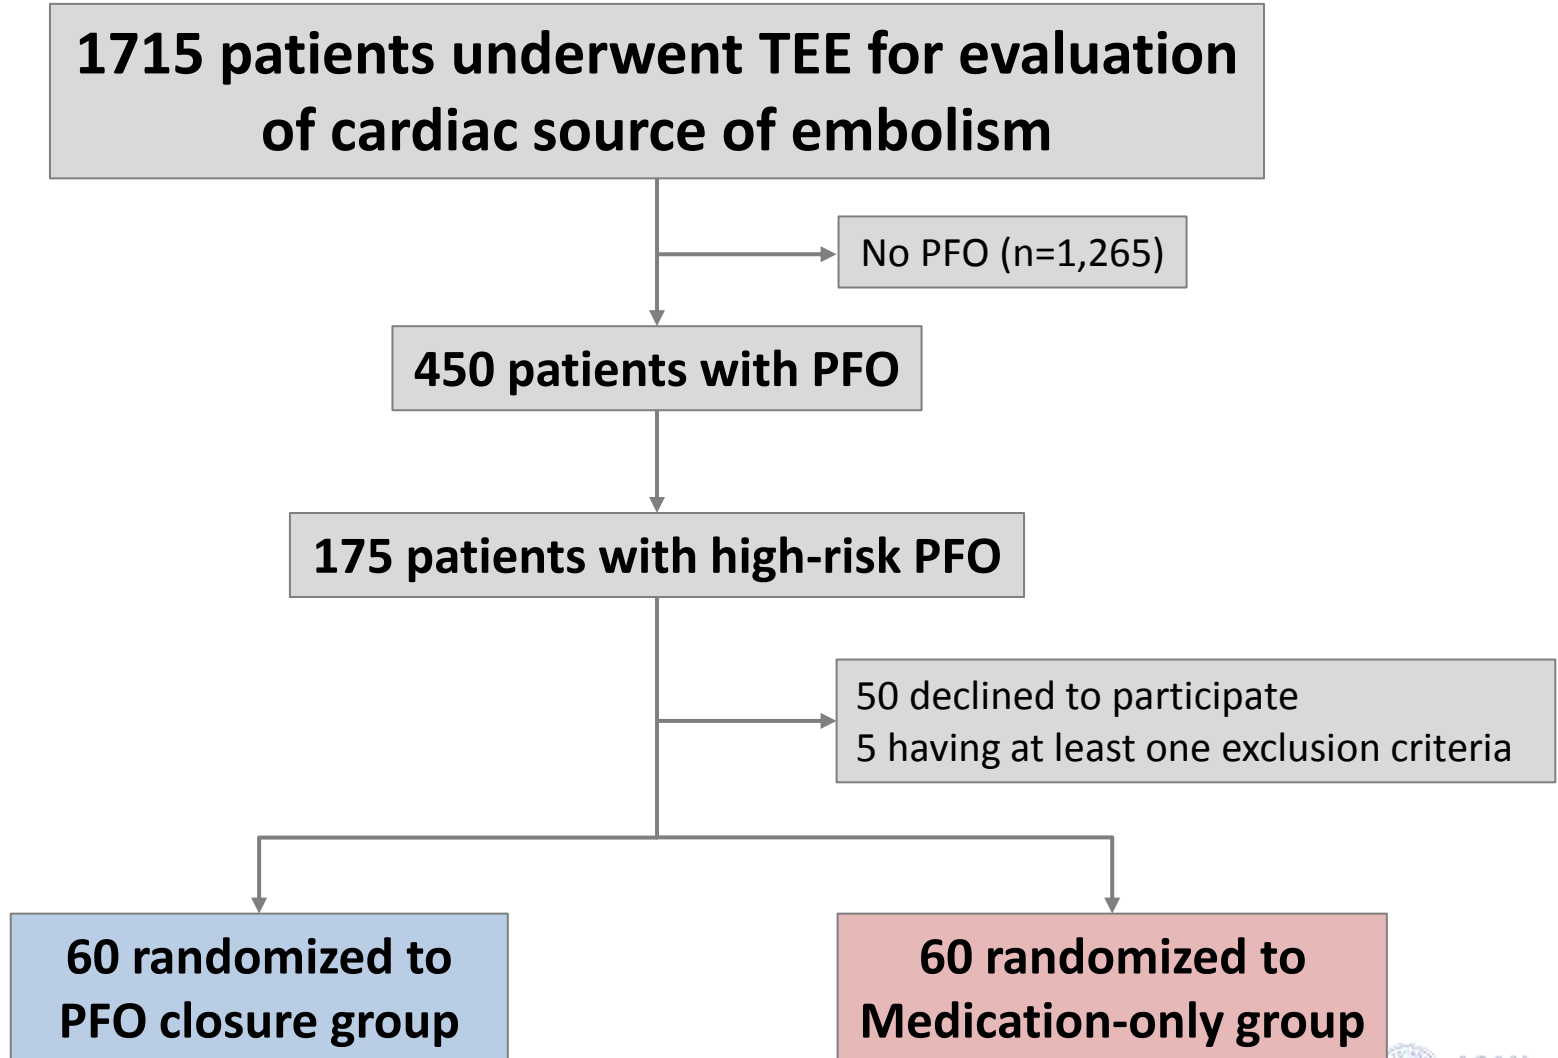 1715 patients underwent TEE for evaluation
of cardiac source of embolism
No PFO (n=1,265)
450 patients with PFO
175 patients with high-risk PFO
50 declined to participate
5 having at least one exclusion criteria
60 randomized to
PFO closure group
60 randomized to
Medication-only group